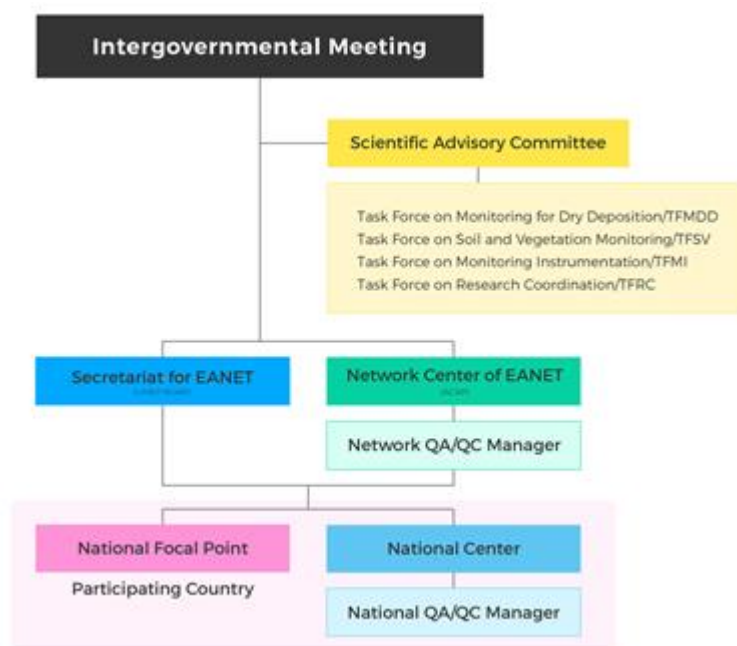 Intergovernmental Meeting
Scientific Advisory Committee
Task Force on Monitoring for Dry Deposition/TFMDD
Task Force on Soil and Vegetation Monitoring/TFSV
Task Force on Monitoring Instrumentation/TFMI
Task Force on Research Coordination/TFRC
Secretariat for EANET
Network Center of EANET
Network QA/QC Manager
National Focal Point
National Center
Participating Country
National QA/QC Manager